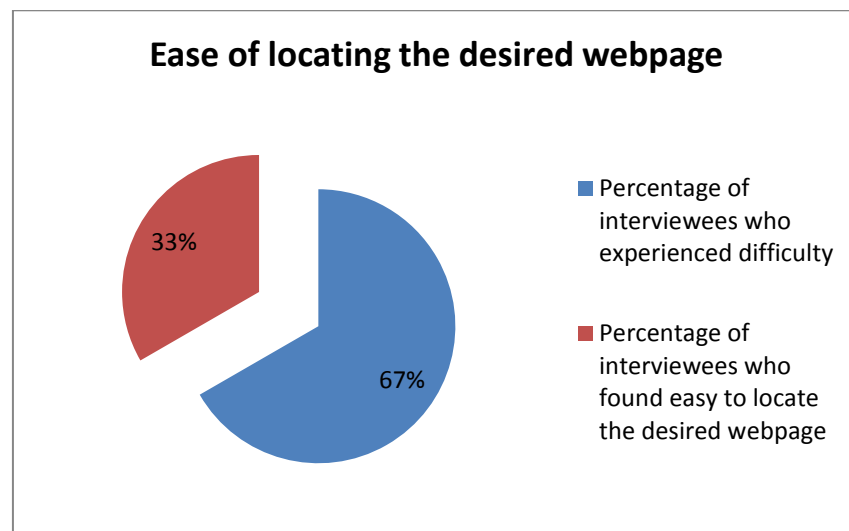 Ease of locating the desired webpage
33%
67%
Percentage of
interviewees who
experienced difficulty
Percentage of
interviewees who
found easy to locate
the desired webpage